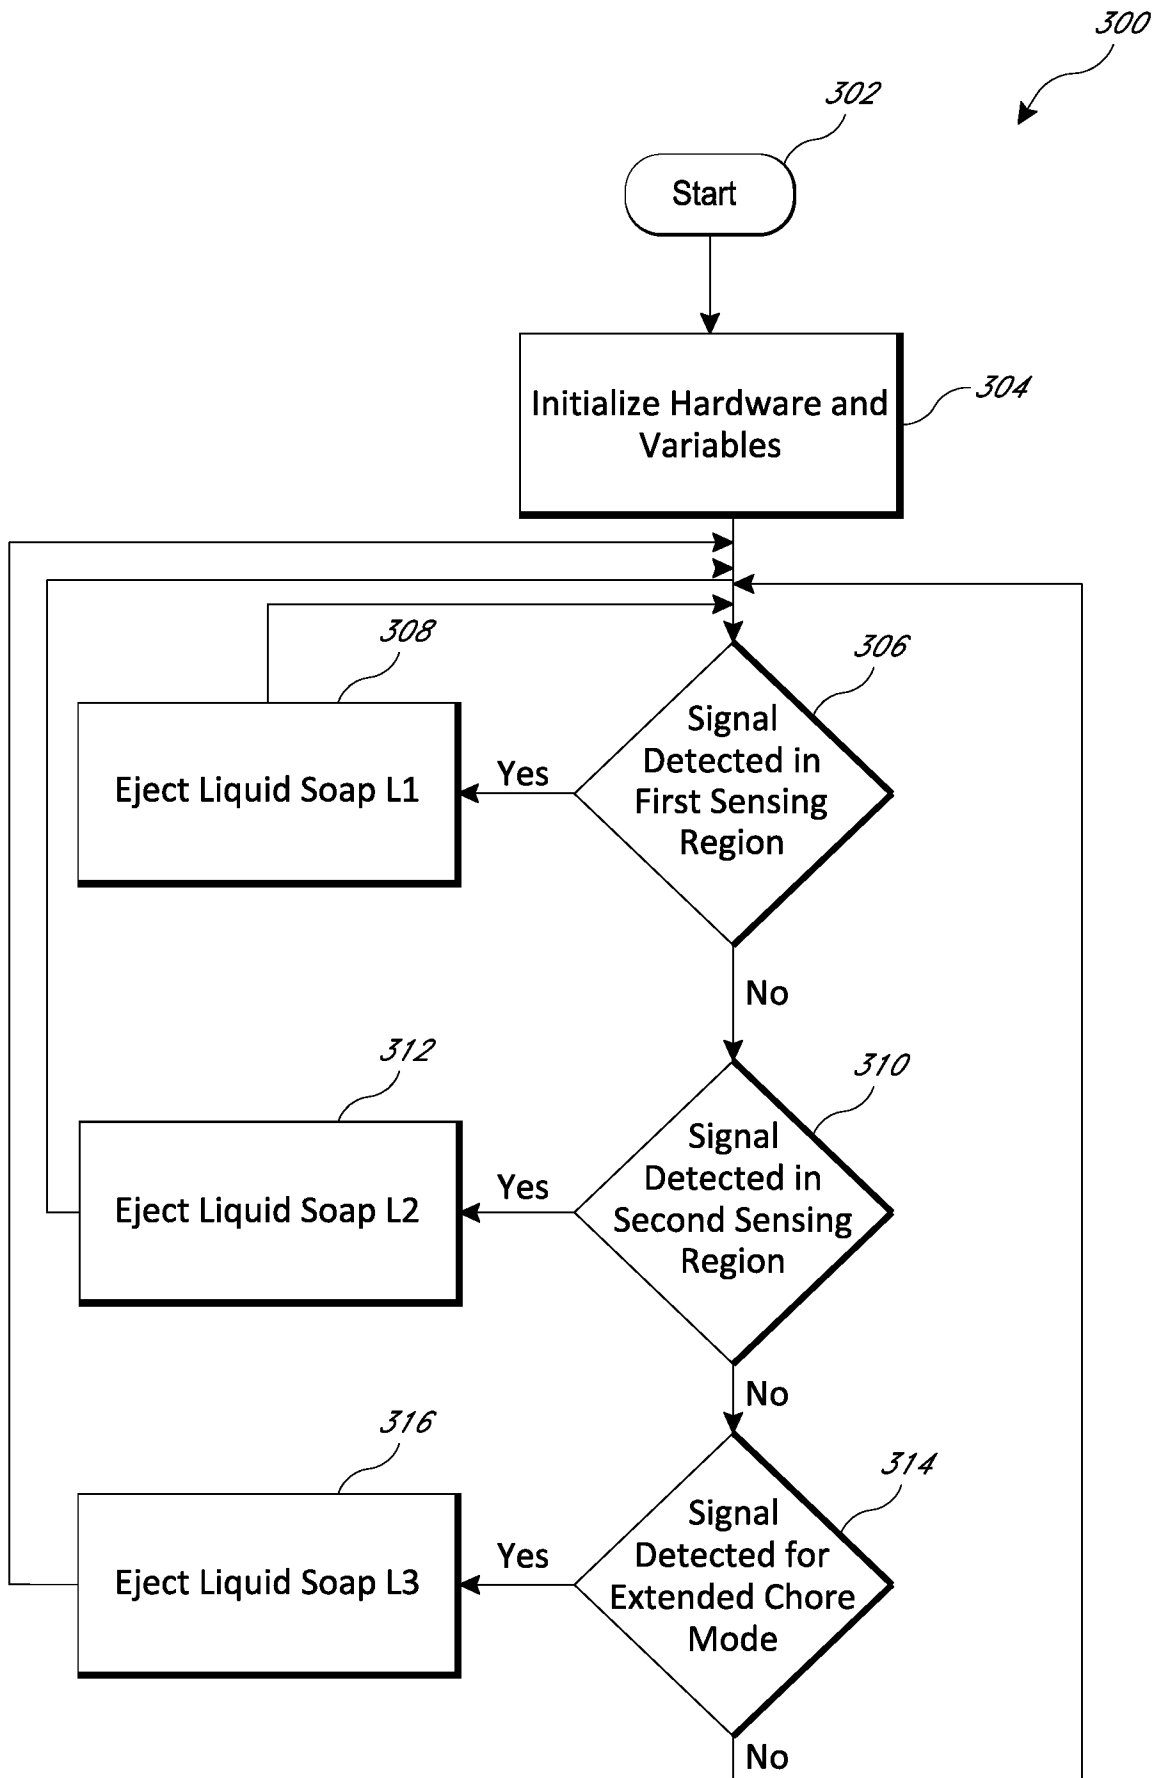 300
302
Start
304
Initialize Hardware and
Variables
308
306
Signal
Detected in
First Sensing
Region
Yes
Eject Liquid Soap L1
No
312
310
Signal
Detected in
Second Sensing
Region
Yes
Eject Liquid Soap L2
No
316
314
Signal
Detected for
Extended Chore
Mode
Yes
Eject Liquid Soap L3
No